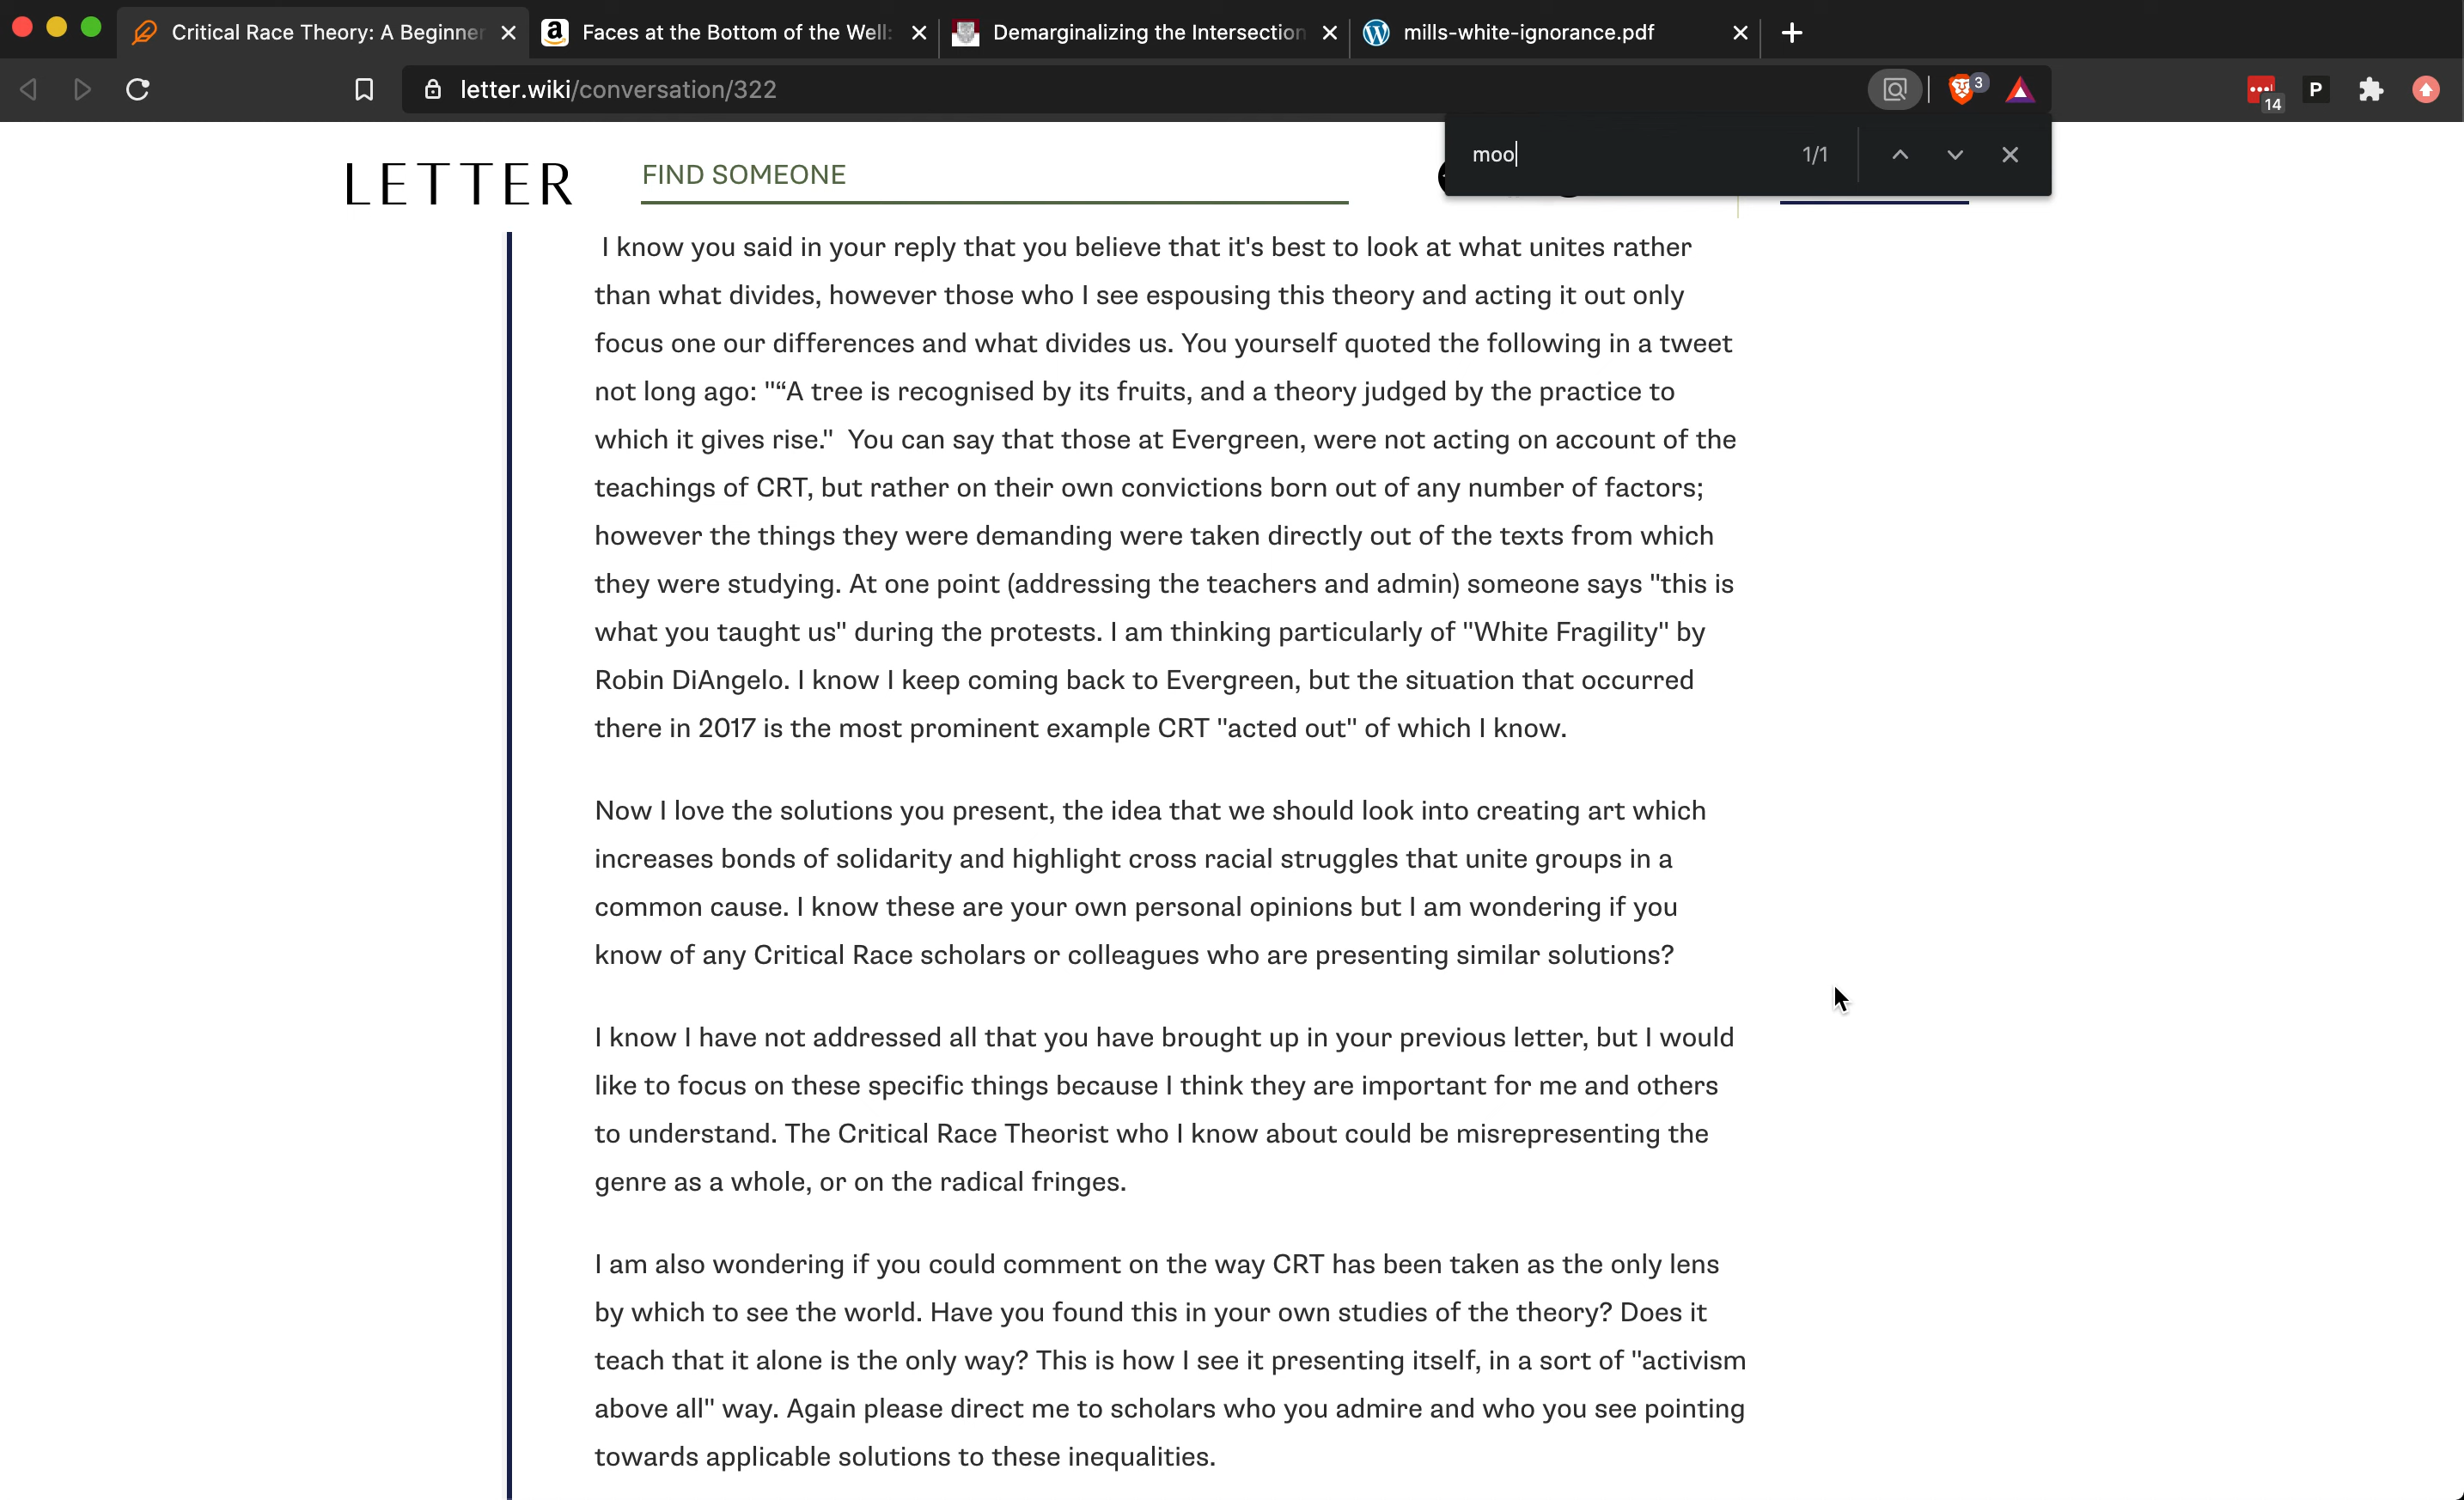 Critical Race Theory: A Beginner
Faces at the Bottom of the Well:
Demarginalizing the Intersection
mills-white-ignorance.pdf
letter.wiki/conversation/322
3
14
P
moo
1/1
LETTER
FIND SOMEONE
I know you said in your reply that you believe that it's best to look at what unites rather
than what divides, however those who I see espousing this theory and acting it out only
focus one our differences and what divides us. You yourself quoted the following in a tweet
not long ago: "“A tree is recognised by its fruits, and a theory judged by the practice to
which it gives rise."  You can say that those at Evergreen, were not acting on account of the
teachings of CRT, but rather on their own convictions born out of any number of factors;
however the things they were demanding were taken directly out of the texts from which
they were studying. At one point (addressing the teachers and admin) someone says "this is
what you taught us" during the protests. I am thinking particularly of "White Fragility" by
Robin DiAngelo. I know I keep coming back to Evergreen, but the situation that occurred
there in 2017 is the most prominent example CRT "acted out" of which I know.
Now I love the solutions you present, the idea that we should look into creating art which
increases bonds of solidarity and highlight cross racial struggles that unite groups in a
common cause. I know these are your own personal opinions but I am wondering if you
know of any Critical Race scholars or colleagues who are presenting similar solutions?
I know I have not addressed all that you have brought up in your previous letter, but I would
like to focus on these specific things because I think they are important for me and others
to understand. The Critical Race Theorist who I know about could be misrepresenting the
genre as a whole, or on the radical fringes.
I am also wondering if you could comment on the way CRT has been taken as the only lens
by which to see the world. Have you found this in your own studies of the theory? Does it
teach that it alone is the only way? This is how I see it presenting itself, in a sort of "activism
above all" way. Again please direct me to scholars who you admire and who you see pointing
towards applicable solutions to these inequalities.